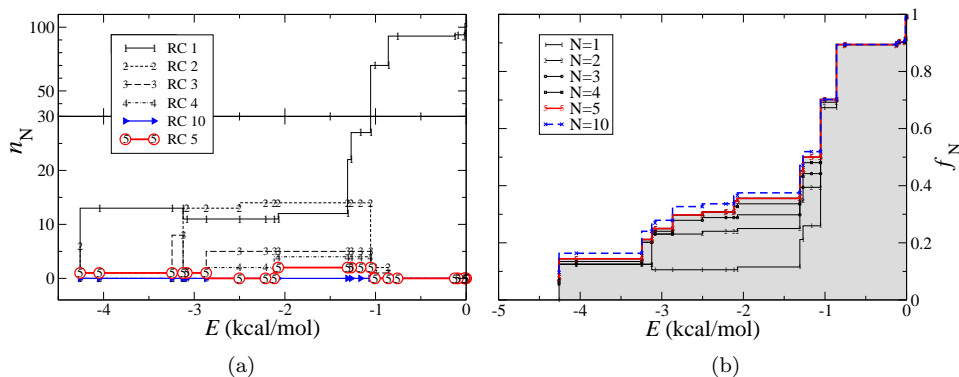 100
50
30
20
10
0
n_N
RC 1
RC 2
RC 3
RC 4
RC 10
RC 5
-4 -3 -2 -1 0
E (kcal/mol)
(a)
N=1
N=2
N=3
N=4
N=5
N=10
1
0.8
0.6
0.4
0.2
0
f_N
-5 -4 -3 -2 -1 0
E (kcal/mol)
(b)